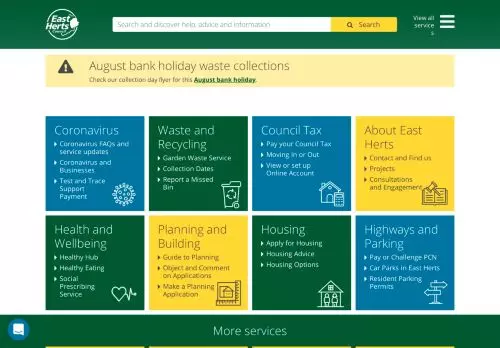 East
Herts
Council
Search and discover help, advice and information!
Search
View all
service
s
August bank holiday waste collections
Check our collection day flyer for this August bank holiday.
Coronavirus
Coronavirus FAQs and
service updates
Coronavirus and
Businesses
Test and Trace
Support
Payment
Waste and
Recycling
Garden Waste Service
Collection Dates
Report a Missed
Bin
Council Tax
Pay your Council Tax
Moving In or Out
View or set up
Online Account
About East
Herts
Contact and Find us
Projects
Consultations
and Engagement
Health and
Wellbeing
Healthy Hub
Healthy Eating
Social
Prescribing
Service
Planning and
Building
Guide to Planning
Object and Comment
on Applications
Make a Planning
Application
Housing
Apply for Housing
Housing Advice
Housing Options
Highways and
Parking
Pay or Challenge PCN
Car Parks in East Herts
Resident Parking
Permits
More services